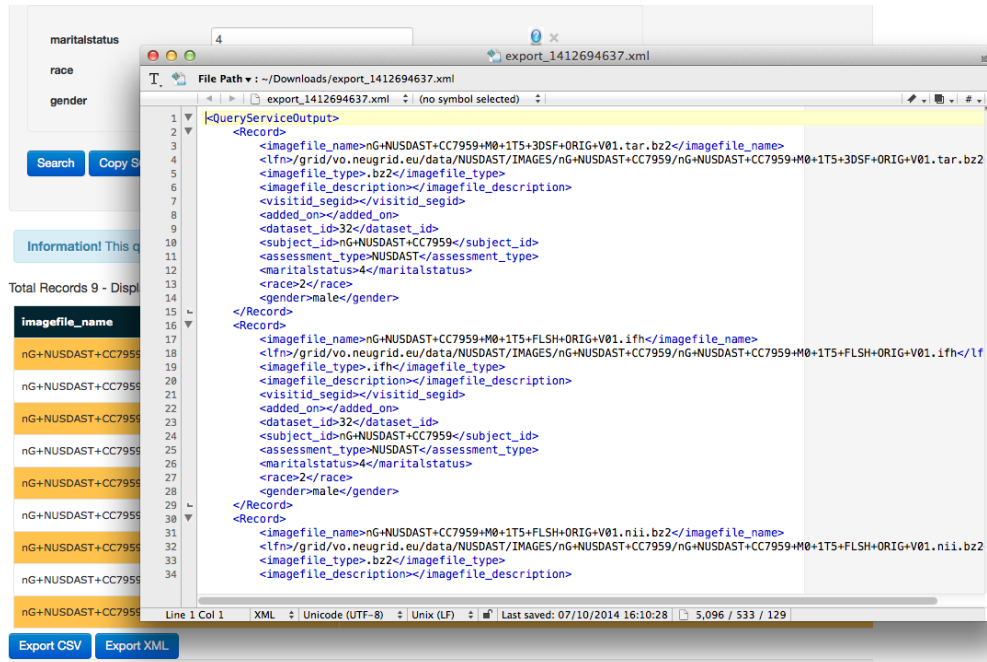 maritalstatus 4
race
gender
Search Copy S
Information! This q
Total Records 9 - Displ
imagefile_name
nG+NUSDAST+CC7959
nG+NUSDAST+CC7959
nG+NUSDAST+CC7959
nG+NUSDAST+CC7959
nG+NUSDAST+CC7959
nG+NUSDAST+CC7959
nG+NUSDAST+CC7959
nG+NUSDAST+CC7959
nG+NUSDAST+CC7959
Export CSV Export XML
export_1412694637.xml
File Path ▾ : ~/Downloads/export_1412694637.xml
export_1412694637.xml (no symbol selected)
1 <QueryServiceOutput>
2 <Record>
3 <imagefile_name>nG+NUSDAST+CC7959+M0+1T5+3DSF+ORIG+V01.tar.bz2</imagefile_name>
4 <lfn>/grid/vo.neugrid.eu/data/NUSDAST/IMAGES/nG+NUSDAST+CC7959/nG+NUSDAST+CC7959+M0+1T5+3DSF+ORIG+V01.tar.bz2
5 <imagefile_type>.bz2</imagefile_type>
6 <imagefile_description></imagefile_description>
7 <visitid_segid></visitid_segid>
8 <added_on></added_on>
9 <dataset_id>32</dataset_id>
10 <subject_id>nG+NUSDAST+CC7959</subject_id>
11 <assessment_type>NUSDAST</assessment_type>
12 <maritalstatus>4</maritalstatus>
13 <race>2</race>
14 <gender>male</gender>
15 </Record>
16 <Record>
17 <imagefile_name>nG+NUSDAST+CC7959+M0+1T5+FLSH+ORIG+V01.ifh</imagefile_name>
18 <lfn>/grid/vo.neugrid.eu/data/NUSDAST/IMAGES/nG+NUSDAST+CC7959/nG+NUSDAST+CC7959+M0+1T5+FLSH+ORIG+V01.ifh</lf
19 <imagefile_type>.ifh</imagefile_type>
20 <imagefile_description></imagefile_description>
21 <visitid_segid></visitid_segid>
22 <added_on></added_on>
23 <dataset_id>32</dataset_id>
24 <subject_id>nG+NUSDAST+CC7959</subject_id>
25 <assessment_type>NUSDAST</assessment_type>
26 <maritalstatus>4</maritalstatus>
27 <race>2</race>
28 <gender>male</gender>
29 </Record>
30 <Record>
31 <imagefile_name>nG+NUSDAST+CC7959+M0+1T5+FLSH+ORIG+V01.nii.bz2</imagefile_name>
32 <lfn>/grid/vo.neugrid.eu/data/NUSDAST/IMAGES/nG+NUSDAST+CC7959/nG+NUSDAST+CC7959+M0+1T5+FLSH+ORIG+V01.nii.bz2
33 <imagefile_type>.bz2</imagefile_type>
34 <imagefile_description></imagefile_description>
Line 1 Col 1 XML Unicode (UTF-8) Unix (LF) Last saved: 07/10/2014 16:10:28 5,096 / 533 / 129